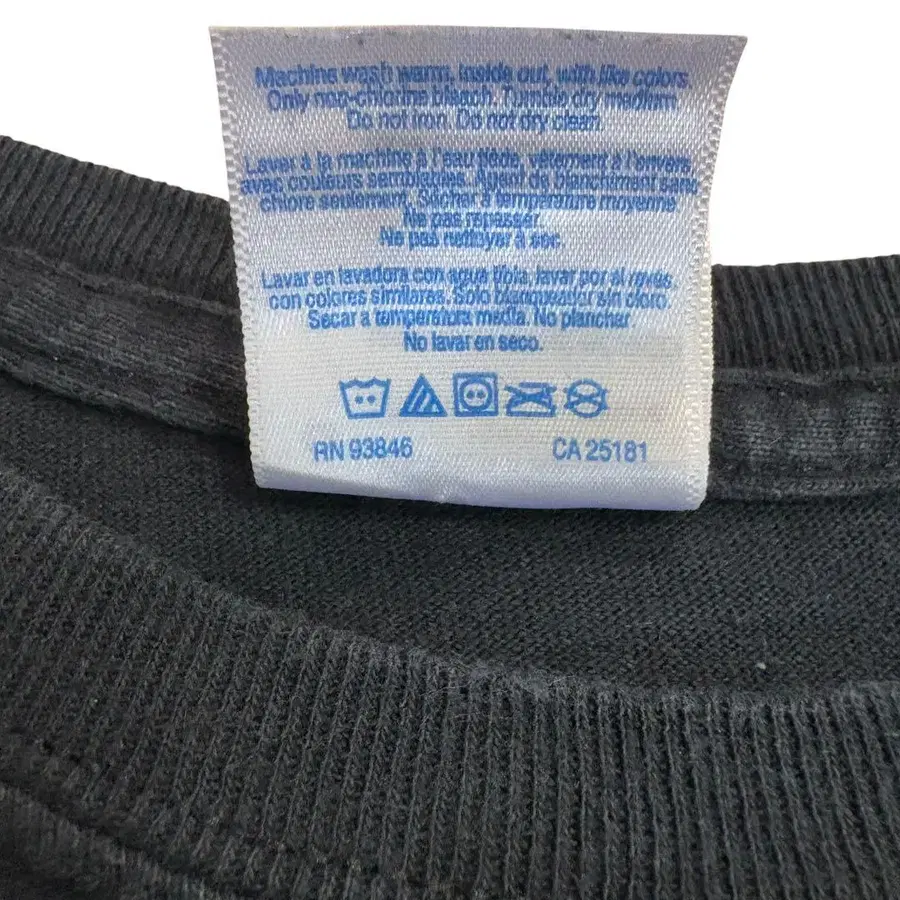 Machine wash warm, inside out, with like colors.
Only non-chlorine bleach. Tumble dry medium.
Do not iron. Do not dry clean.
Laver à la machine à l'eau tiède, vêtement à l'envers
avec couleurs semblables. Agent de blanchiment sans
chlore seulement. Sécher à température moyenne.
Ne pas repasser.
Ne pas nettoyer à sec.
Lavar en lavadora con agua tibia, lavar por al revés
con colores similares. Solo blanqueador sin cloro.
Secar a temperatura media. No planchar.
No lavar en seco.
RN 93846 CA 25181